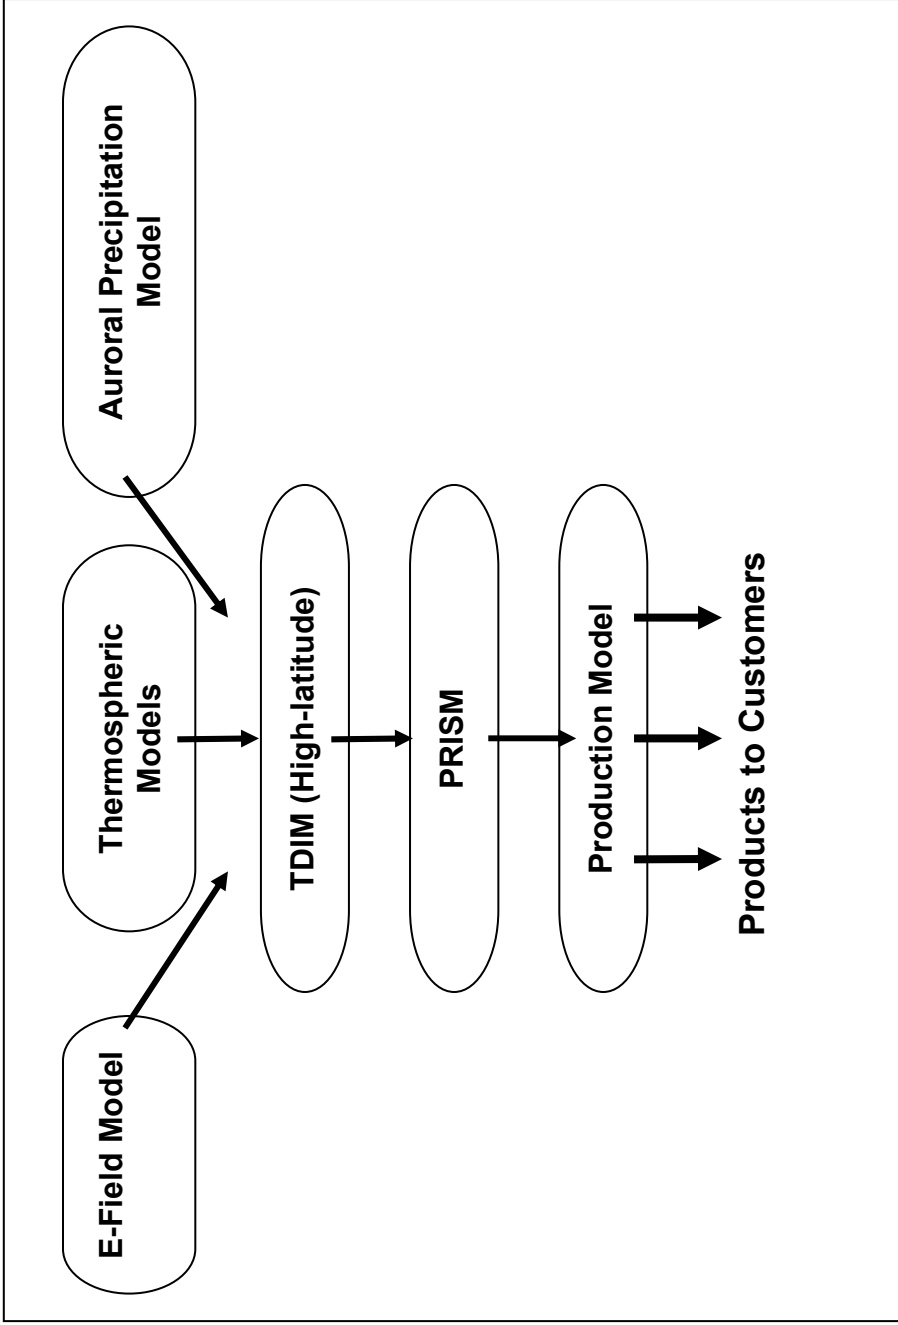 E-Field Model
Thermospheric
Models
Auroral Precipitation
Model
TDIM (High-latitude)
PRISM
Production Model
Products to Customers